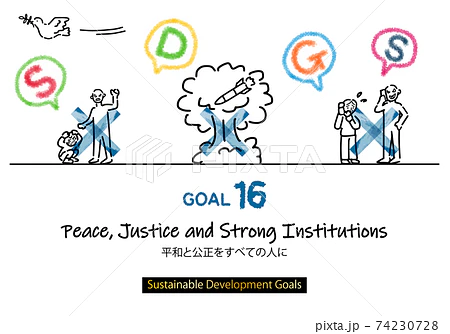 S D G S
GOAL 16
Peace, Justice and Strong Institutions
平和と公正をすべての人に
Sustainable Development Goals
PIXTA
pixta.jp - 74230728